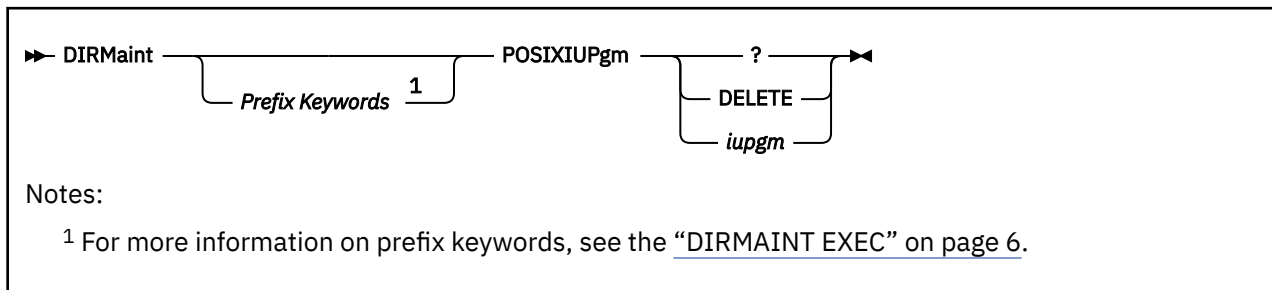 DIRMaint Prefix Keywords 1 POSIXIUPgm ?
DELETE
iupgm
Notes:
1 For more information on prefix keywords, see the “DIRMAINT EXEC” on page 6.